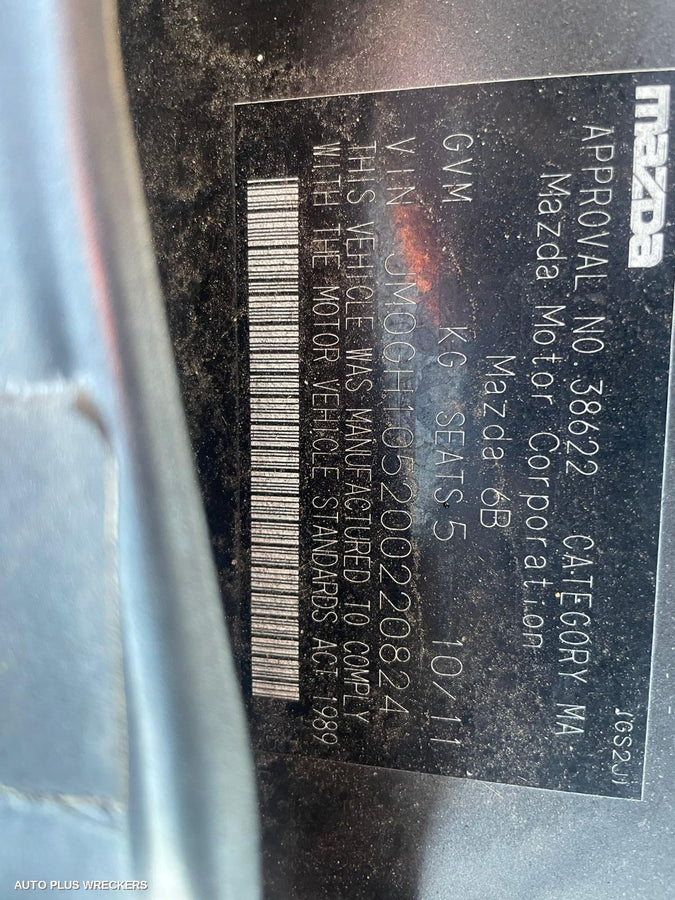 mazda
APPROVAL NO. 38622 CATEGORY MA
Mazda Motor Corporation
Mazda 6B
GVM KG SEATS 5 10/11
VIN JM0GH105200220824
THIS VEHICLE WAS MANUFACTURED TO COMPLY
WITH THE MOTOR VEHICLE STANDARDS ACT 1989
AUTO PLUS WRECKERS